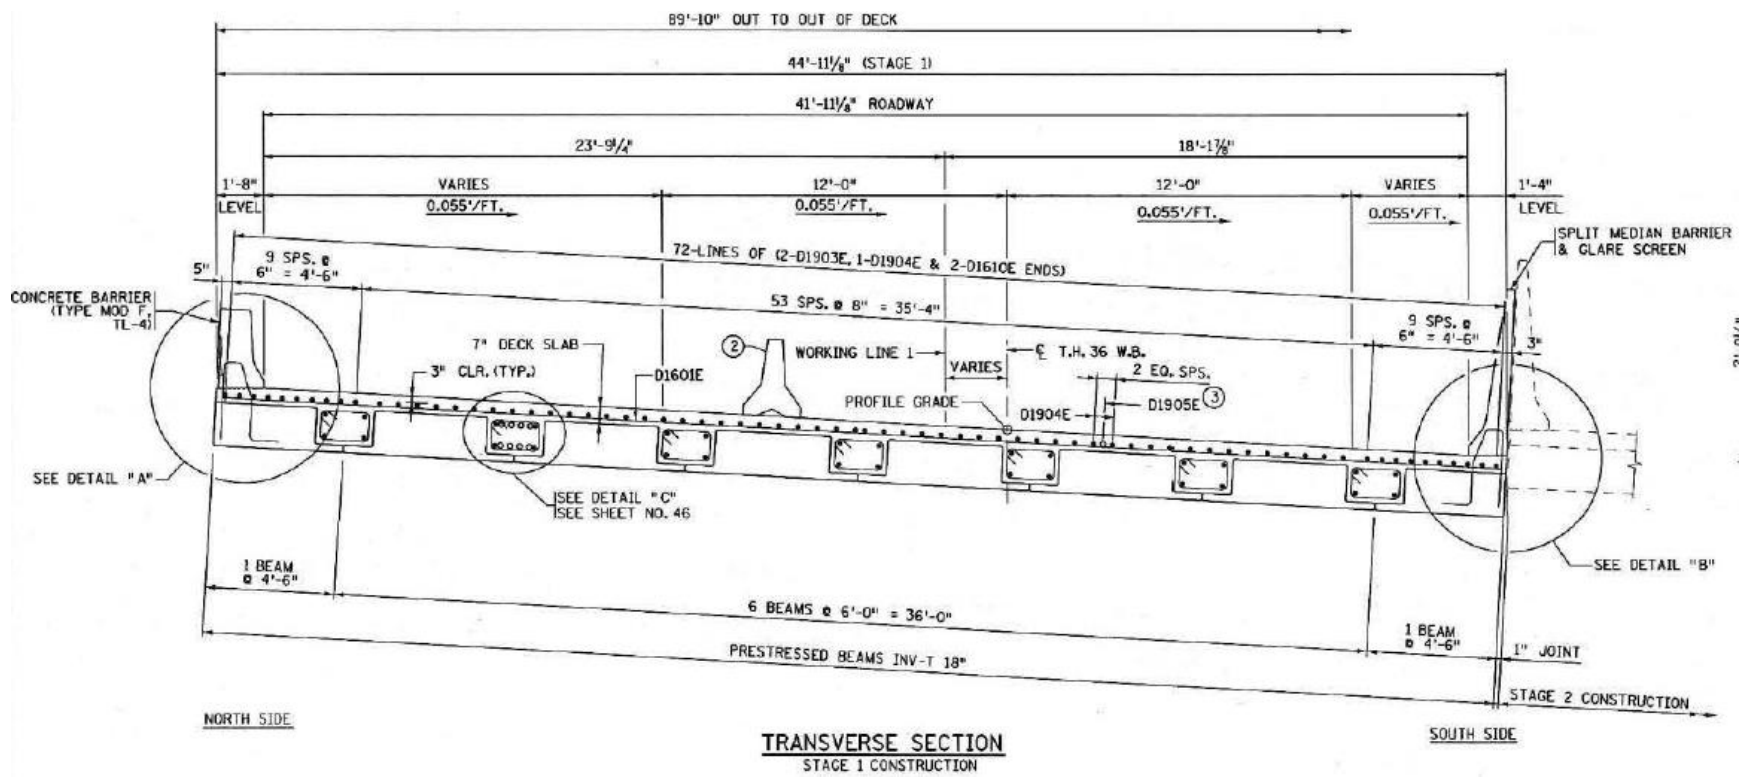 89'-10" OUT TO OUT OF DECK
44'-11⅛" (STAGE 1)
41'-11⅛" ROADWAY
23'-9¼"
18'-1⅞"
1'-8"
VARIES
12'-0"
12'-0"
VARIES
1'-4"
LEVEL
0.055'/FT.
0.055'/FT.
0.055'/FT.
0.055'/FT.
LEVEL
SPLIT MEDIAN BARRIER
& GLARE SCREEN
72-LINES OF (2-D1903E, 1-D1904E & 2-D1610E ENDS)
5"
9 SPS. @
6" = 4'-6"
53 SPS. @ 8" = 35'-4"
9 SPS. @
6" = 4'-6"
3"
CONCRETE BARRIER
(TYPE MOD F,
TL-4)
7" DECK SLAB
3" CLR. (TYP.)
D1601E
2
WORKING LINE 1
℄ T.H. 36 W.B.
VARIES
2 EQ. SPS.
PROFILE GRADE
D1904E
D1905E
3
SEE DETAIL "A"
SEE DETAIL "C"
SEE SHEET NO. 46
SEE DETAIL "B"
1 BEAM
@ 4'-6"
6 BEAMS @ 6'-0" = 36'-0"
1 BEAM
@ 4'-6"
1" JOINT
PRESTRESSED BEAMS INV-T 18"
STAGE 2 CONSTRUCTION
NORTH SIDE
SOUTH SIDE
TRANSVERSE SECTION
STAGE 1 CONSTRUCTION